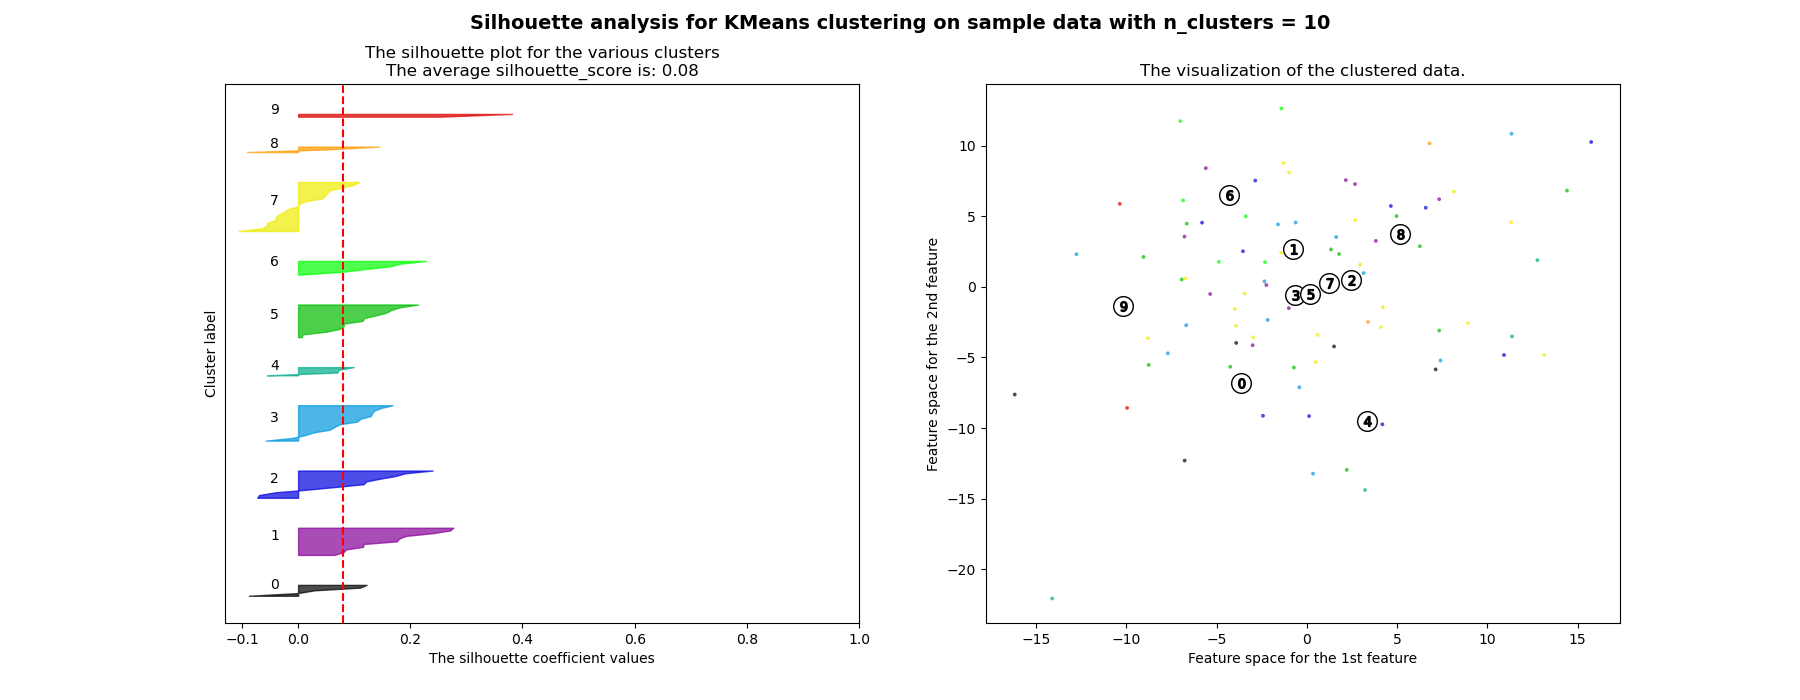 Silhouette analysis for KMeans clustering on sample data with n_clusters = 10
The silhouette plot for the various clusters
The average silhouette_score is: 0.08
9
8
7
6
5
4
3
2
1
0
Cluster label
−0.1 0.0 0.2 0.4 0.6 0.8 1.0
The silhouette coefficient values
The visualization of the clustered data.
10
5
0
−5
−10
−15
−20
Feature space for the 2nd feature
6
8
1
2
7
3 5
9
0
4
−15 −10 −5 0 5 10 15
Feature space for the 1st feature